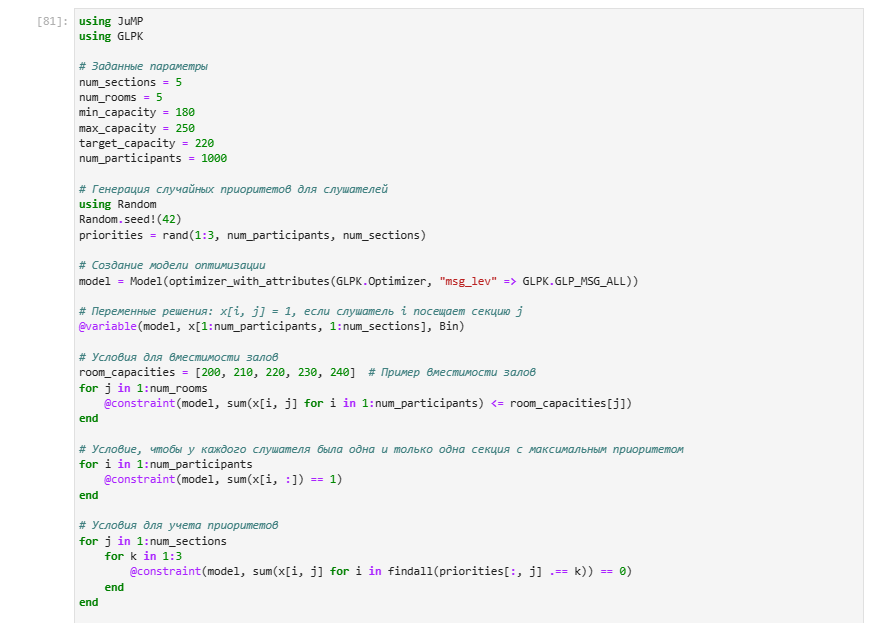 [81]: using JuMP
using GLPK
# Заданные параметры
num_sections = 5
num_rooms = 5
min_capacity = 180
max_capacity = 250
target_capacity = 220
num_participants = 1000
# Генерация случайных приоритетов для слушателей
using Random
Random.seed!(42)
priorities = rand(1:3, num_participants, num_sections)
# Создание модели оптимизации
model = Model(optimizer_with_attributes(GLPK.Optimizer, "msg_lev" => GLPK.GLP_MSG_ALL))
# Переменные решения: x[i, j] = 1, если слушатель i посещает секцию j
@variable(model, x[1:num_participants, 1:num_sections], Bin)
# Условия для вместимости залов
room_capacities = [200, 210, 220, 230, 240]  # Пример вместимости залов
for j in 1:num_rooms
    @constraint(model, sum(x[i, j] for i in 1:num_participants) <= room_capacities[j])
end
# Условие, чтобы у каждого слушателя была одна и только одна секция с максимальным приоритетом
for i in 1:num_participants
    @constraint(model, sum(x[i, :]) == 1)
end
# Условия для учета приоритетов
for j in 1:num_sections
    for k in 1:3
        @constraint(model, sum(x[i, j] for i in findall(priorities[:, j] .== k)) == 0)
    end
end